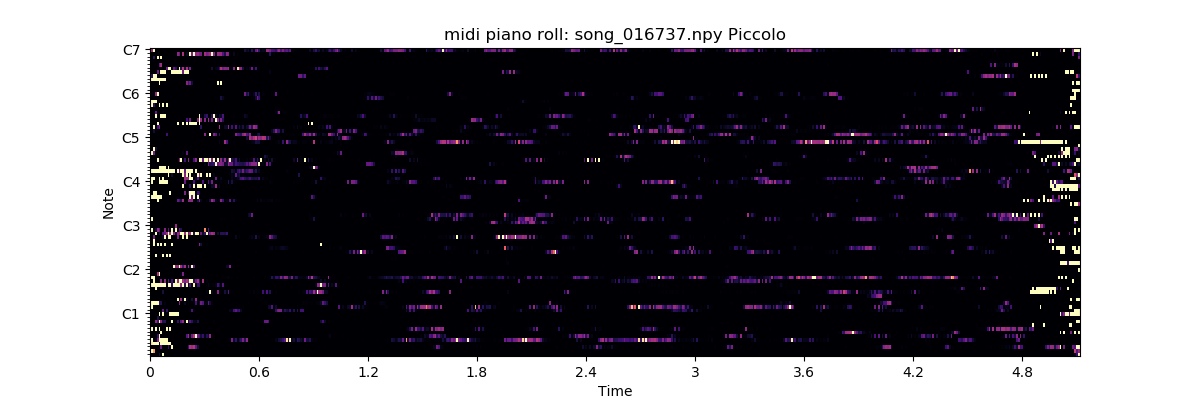 midi piano roll: song_016737.npy Piccolo
C7
C6
C5
C4
C3
C2
C1
Note
0 0.6 1.2 1.8 2.4 3 3.6 4.2 4.8
Time